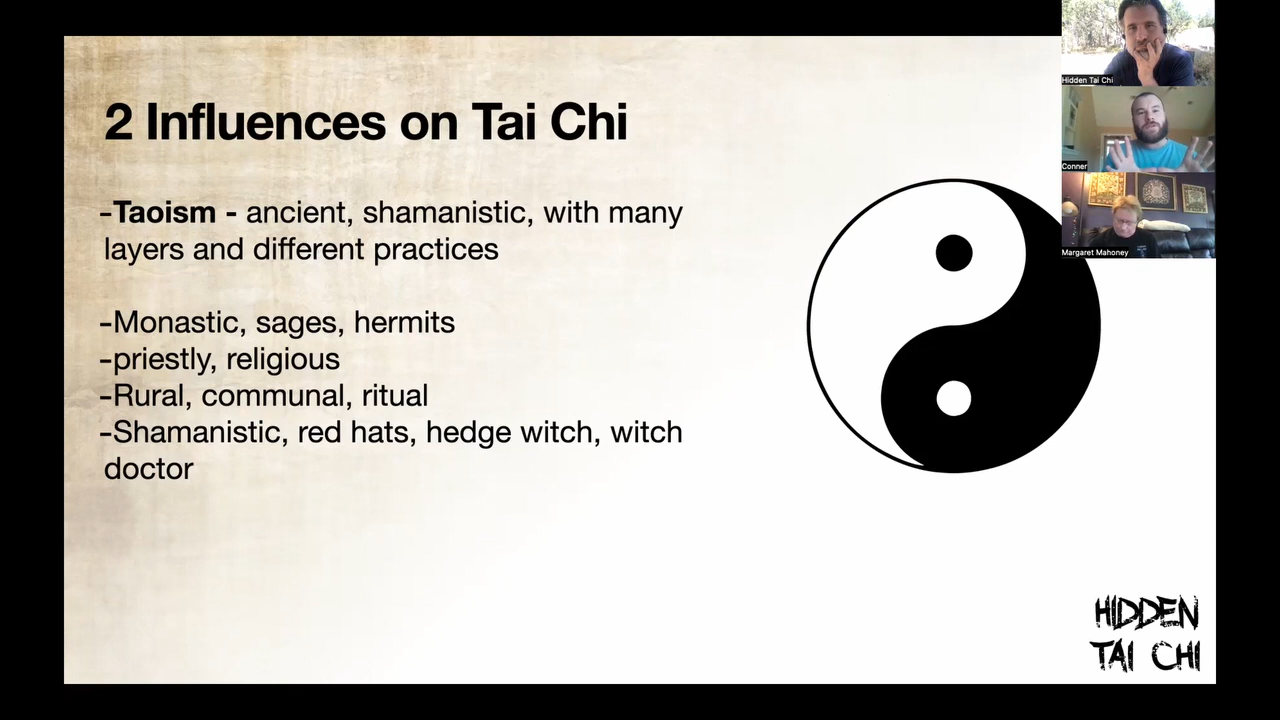 2 Influences on Tai Chi
-Taoism - ancient, shamanistic, with many
layers and different practices
-Monastic, sages, hermits
-priestly, religious
-Rural, communal, ritual
-Shamanistic, red hats, hedge witch, witch
doctor
Hidden Tai Chi
Conner
Margaret Mahoney
HIDDEN
TAI CHI